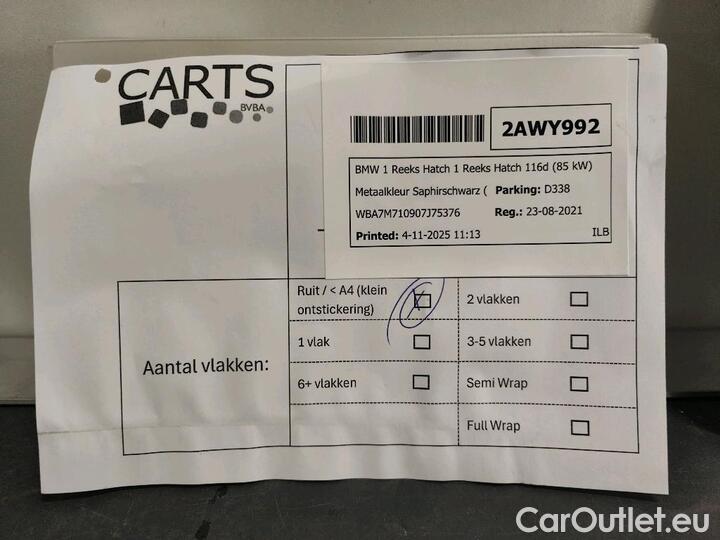 CARTS
BVBA
2AWY992
BMW 1 Reeks Hatch 1 Reeks Hatch 116d (85 kW)
Metaalkleur Saphirschwarz ( Parking: D338
WBA7M710907J75376 Reg.: 23-08-2021
Printed: 4-11-2025 11:13 ILB
Aantal vlakken:
Ruit / < A4 (klein
ontstickering)
2 vlakken
1 vlak
3-5 vlakken
6+ vlakken
Semi Wrap
Full Wrap
CarOutlet.eu